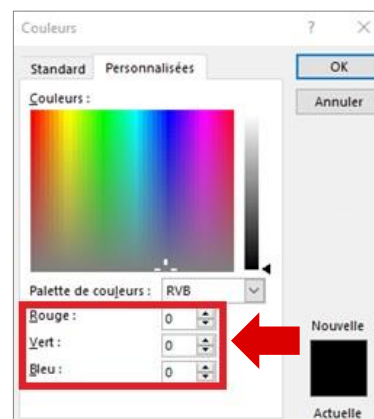 Couleurs ? ×
Standard Personnalisées
OK
Annuler
Couleurs :
Palette de couleurs : RVB
Rouge : 0
Vert : 0
Bleu : 0
Nouvelle
Actuelle